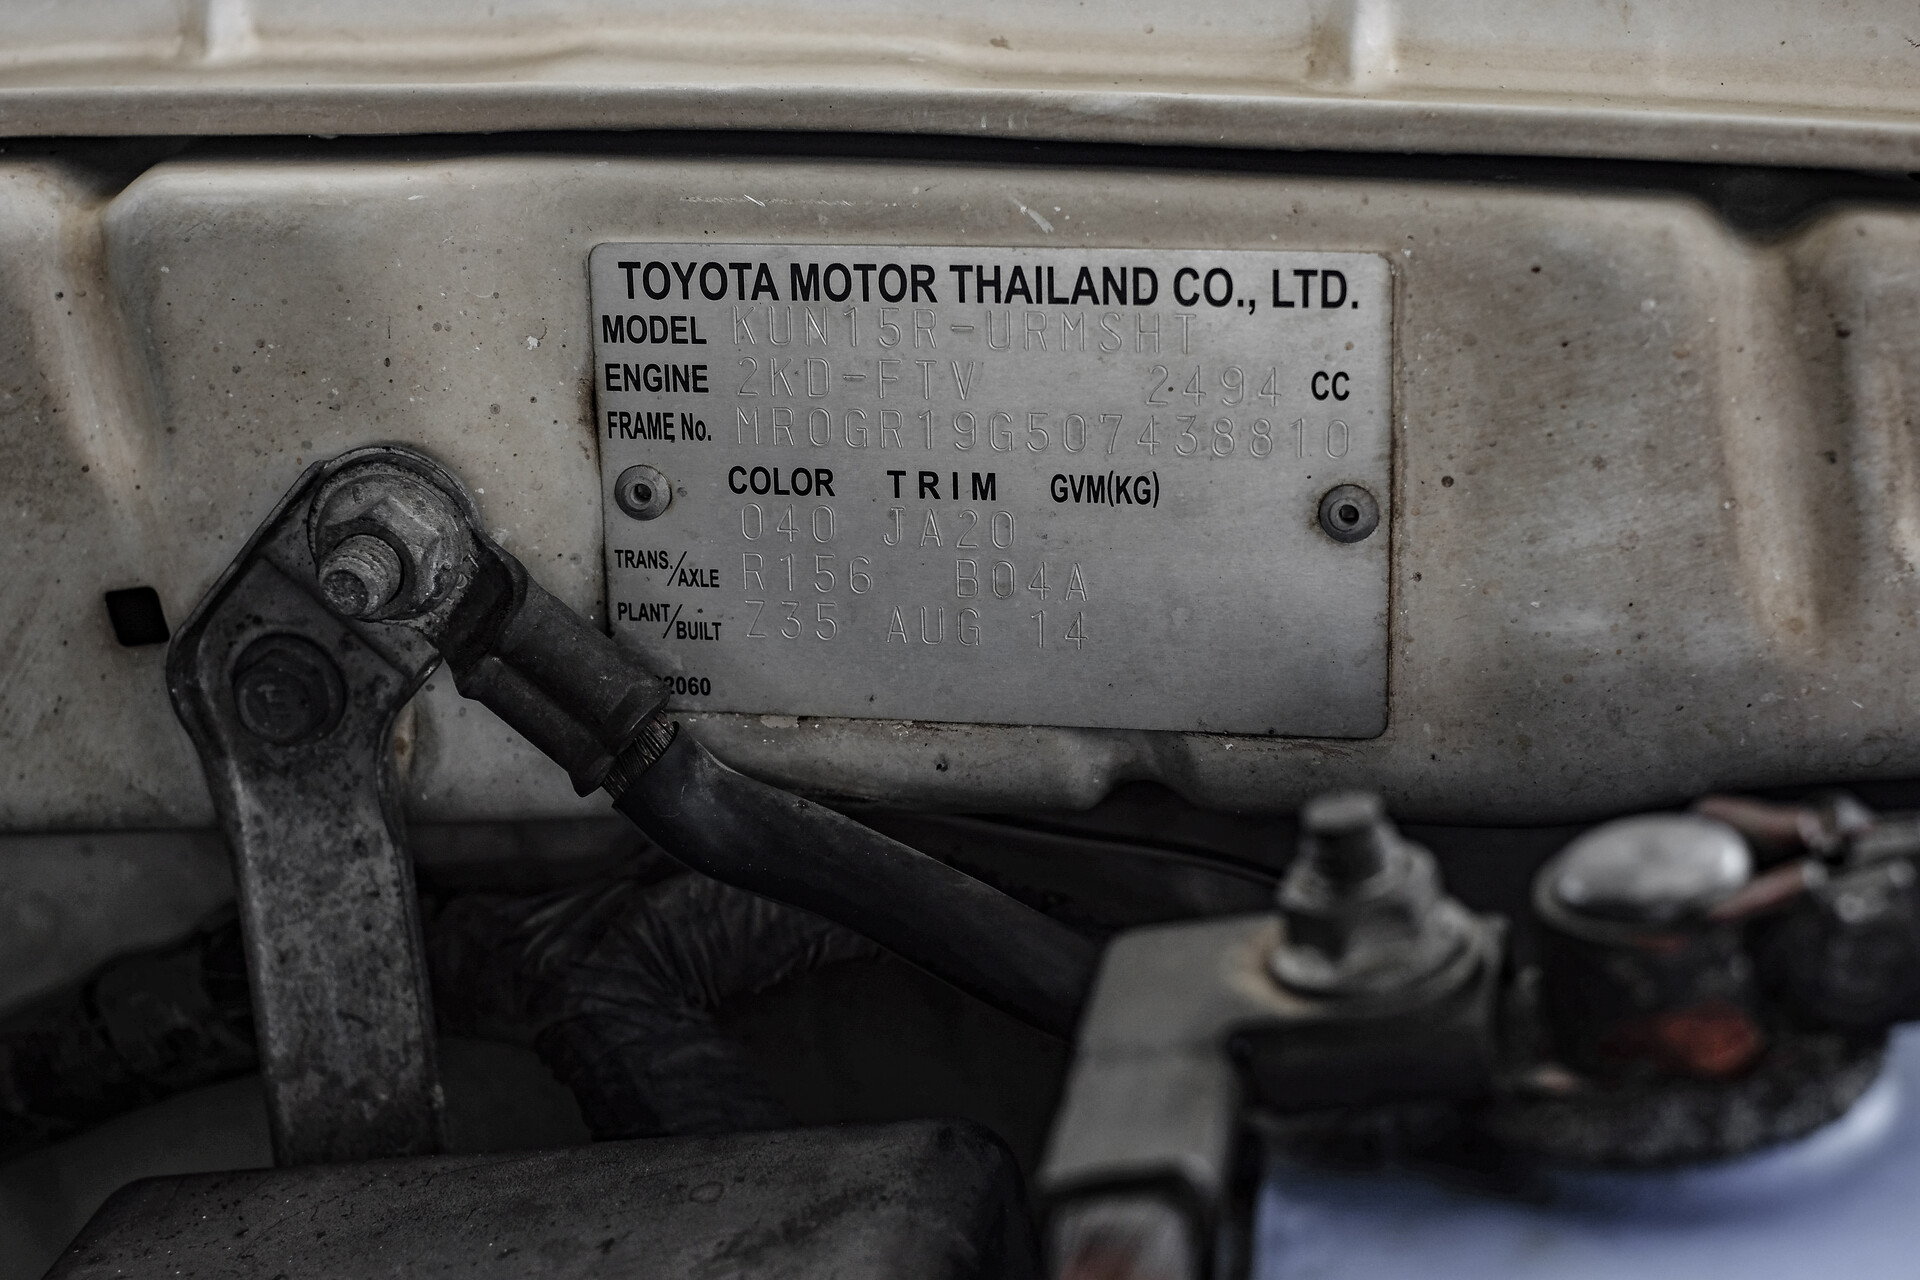 TOYOTA MOTOR THAILAND CO., LTD.
MODEL KUN15R-URMSHT
ENGINE 2KD-FTV 2494 CC
FRAME No. MR0GR19G507438810
COLOR TRIM GVM(KG)
040 JA20
TRANS./AXLE R156 B04A
PLANT/BUILT Z35 AUG 14
2060